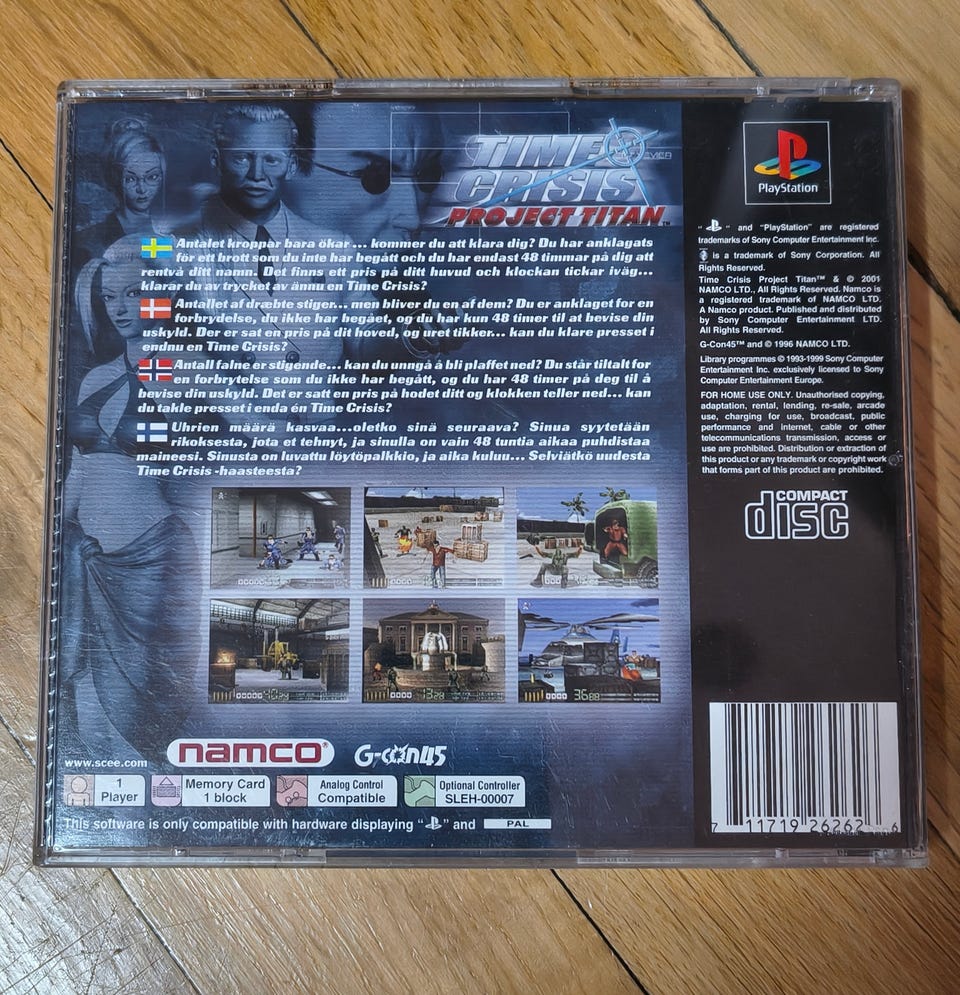 TIME
CRISIS
PROJECT TITAN™
Antalet kroppar bara ökar ... kommer du att klara dig? Du har anklagats
för ett brott som du inte har begått och du har endast 48 timmar på dig att
rentvå ditt namn. Det finns ett pris på ditt huvud och klockan tickar iväg...
klarar du av trycket av ännu en Time Crisis?
Antallet af dræbte stiger... men bliver du en af dem? Du er anklaget for en
forbrydelse, du ikke har begået, og du har kun 48 timer til at bevise din
uskyld. Der er sat en pris på dit hoved, og uret tikker... kan du klare presset i
endnu en Time Crisis?
Antall falne er stigende... kan du unngå å bli plaffet ned? Du står tiltalt for
en forbrytelse som du ikke har begått, og du har 48 timer på deg til å
bevise din uskyld. Det er satt en pris på hodet ditt og klokken teller ned... kan
du takle presset i enda én Time Crisis?
Uhrien määrä kasvaa...oletko sinä seuraava? Sinua syytetään
rikoksesta, jota et tehnyt, ja sinulla on vain 48 tuntia aikaa puhdistaa
maineesi. Sinusta on luvattu löytöpalkkio, ja aika kuluu... Selviätkö uudesta
Time Crisis -haasteesta?
namco®
G-con45
www.scee.com
1
Player
Memory Card
1 block
Analog Control
Compatible
Optional Controller
SLEH-00007
This software is only compatible with hardware displaying " " and PAL
PlayStation
" " and "PlayStation" are registered
trademarks of Sony Computer Entertainment Inc.
is a trademark of Sony Corporation. All
Rights Reserved.
Time Crisis Project Titan™ & © 2001
NAMCO LTD., All Rights Reserved. Namco is
a registered trademark of NAMCO LTD.
A Namco product. Published and distributed
by Sony Computer Entertainment LTD.
All Rights Reserved.
G-Con45™ and © 1996 NAMCO LTD.
Library programmes © 1993-1999 Sony Computer
Entertainment Inc. exclusively licensed to Sony
Computer Entertainment Europe.
FOR HOME USE ONLY. Unauthorised copying,
adaptation, rental, lending, re-sale, arcade
use, charging for use, broadcast, public
performance and internet, cable or other
telecommunications transmission, access or
use are prohibited. Distribution or extraction of
this product or any trademark or copyright work
that forms part of this product are prohibited.
COMPACT
disc
7 11719 26262 6